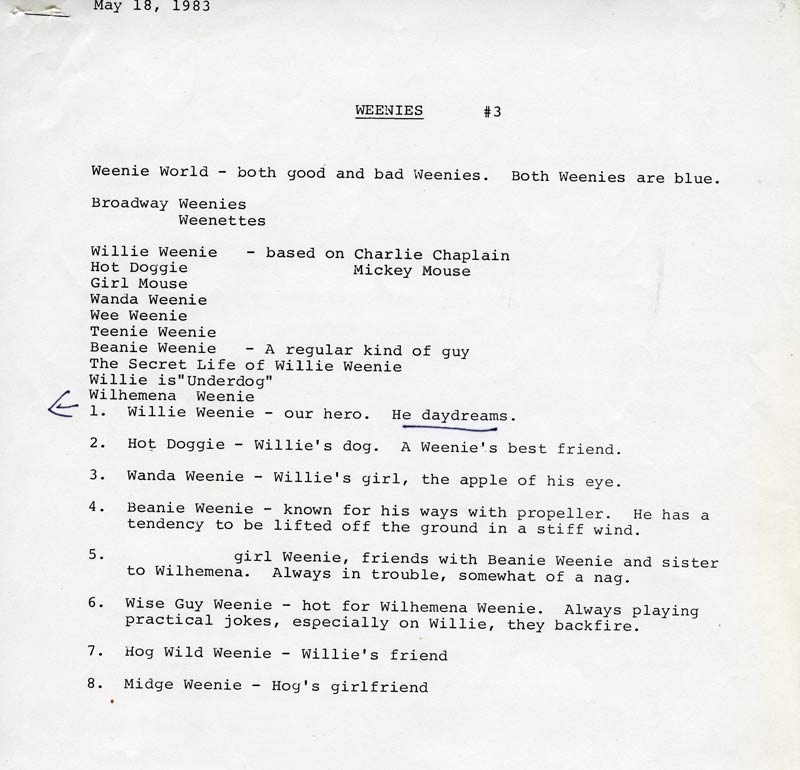 May 18, 1983
WEENIES #3
Weenie World - both good and bad Weenies. Both Weenies are blue.
Broadway Weenies
Weenettes
Willie Weenie - based on Charlie Chaplain
Hot Doggie Mickey Mouse
Girl Mouse
Wanda Weenie
Wee Weenie
Teenie Weenie
Beanie Weenie - A regular kind of guy
The Secret Life of Willie Weenie
Willie is"Underdog"
Wilhemena Weenie
1. Willie Weenie - our hero. He daydreams.
2. Hot Doggie - Willie's dog. A Weenie's best friend.
3. Wanda Weenie - Willie's girl, the apple of his eye.
4. Beanie Weenie - known for his ways with propeller. He has a
tendency to be lifted off the ground in a stiff wind.
5. girl Weenie, friends with Beanie Weenie and sister
to Wilhemena. Always in trouble, somewhat of a nag.
6. Wise Guy Weenie - hot for Wilhemena Weenie. Always playing
practical jokes, especially on Willie, they backfire.
7. Hog Wild Weenie - Willie's friend
8. Midge Weenie - Hog's girlfriend